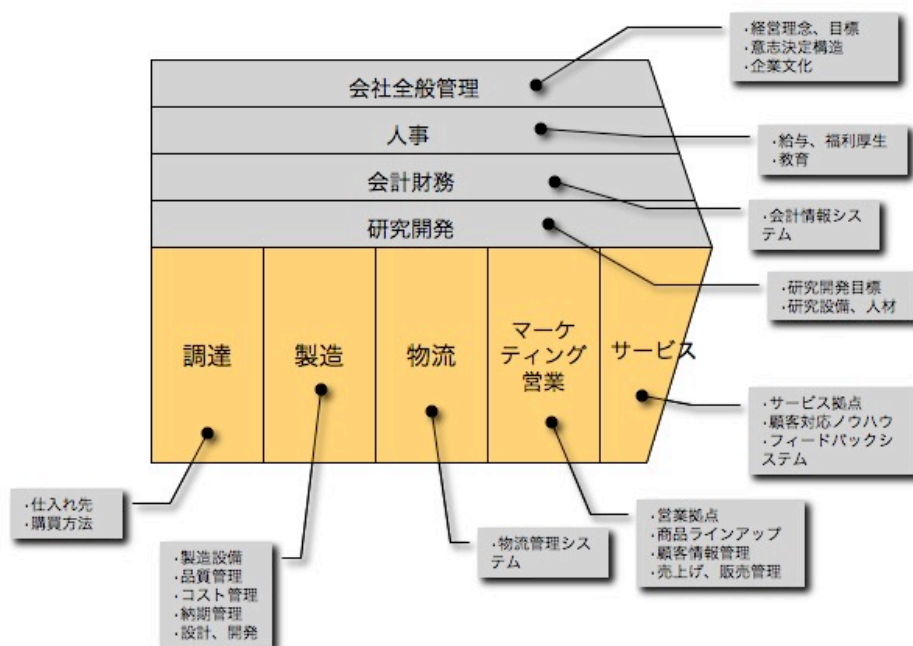 ・経営理念、目標
・意志決定構造
・企業文化
会社全般管理
人事
・給与、福利厚生
・教育
会計財務
・会計情報シス
テム
研究開発
・研究開発目標
・研究設備、人材
調達
製造
物流
マーケ
ティング
営業
サービス
・サービス拠点
・顧客対応ノウハウ
・フィードバックシ
ステム
・仕入れ先
・購買方法
・製造設備
・品質管理
・コスト管理
・納期管理
・設計、開発
・物流管理シス
テム
・営業拠点
・商品ラインアップ
・顧客情報管理
・売上げ、販売管理